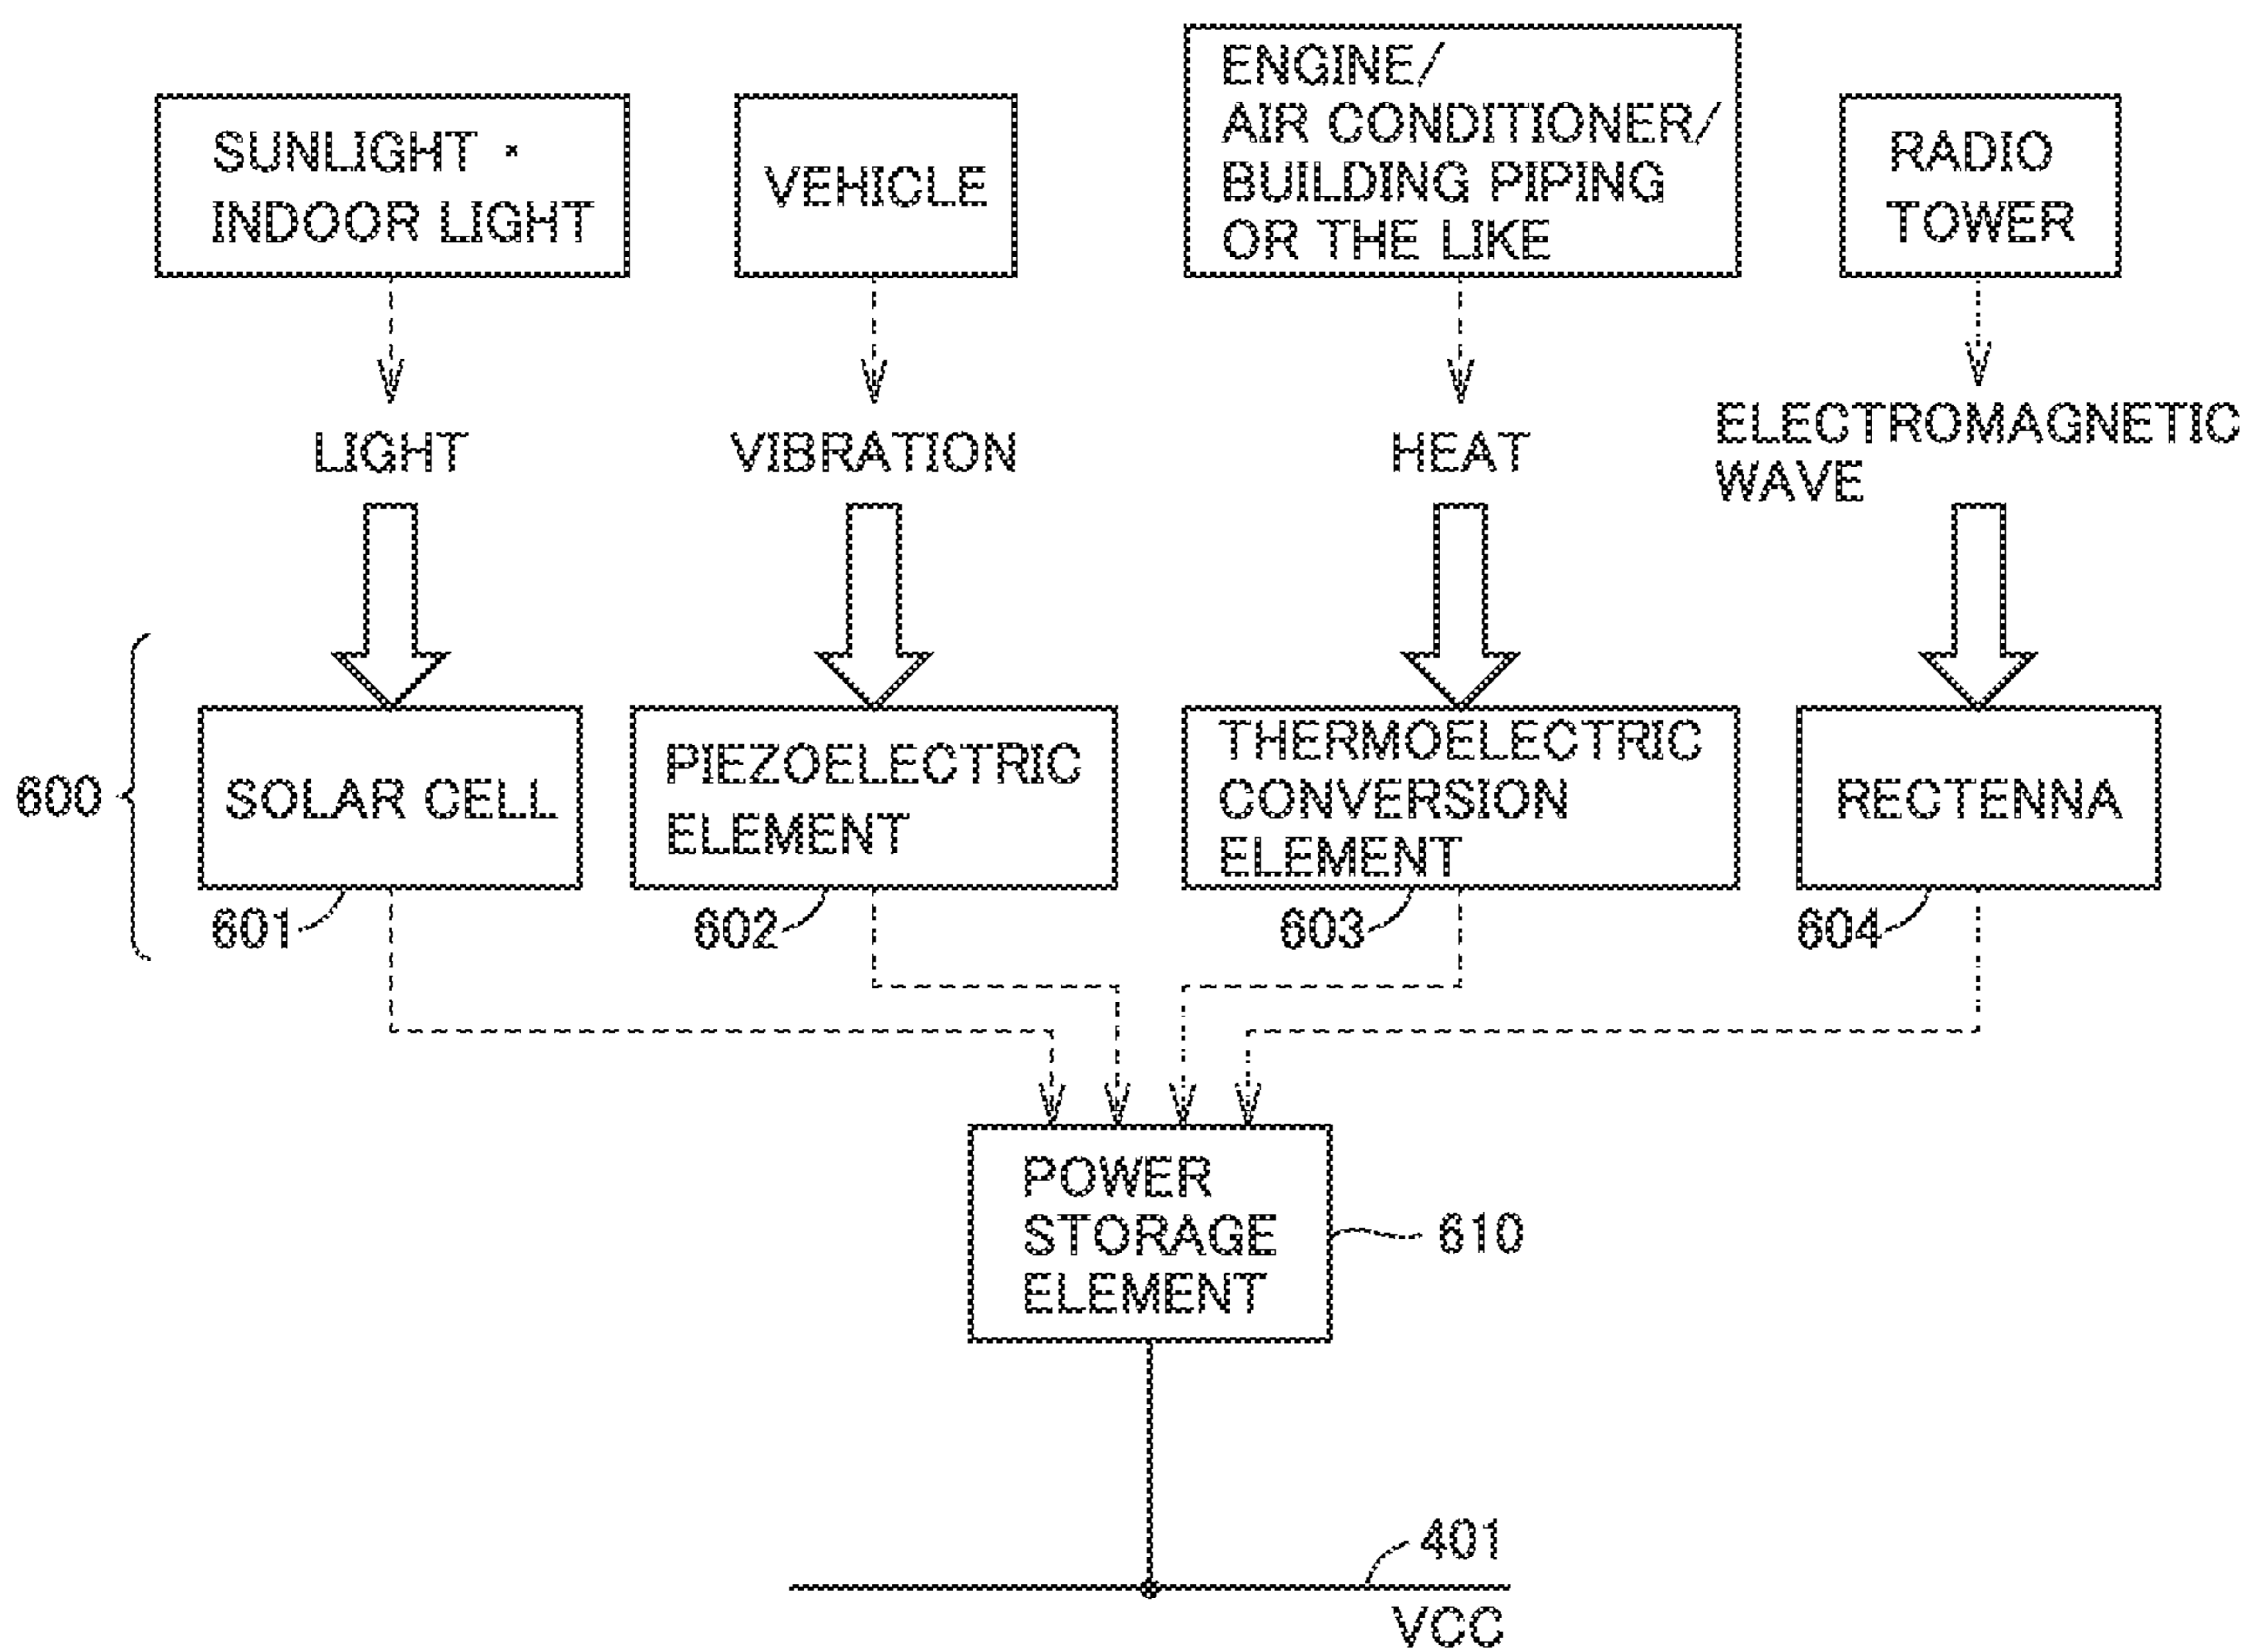 SUNLIGHT ·
INDOOR LIGHT
VEHICLE
ENGINE/
AIR CONDITIONER/
BUILDING PIPING
OR THE LIKE
RADIO
TOWER
LIGHT
VIBRATION
HEAT
ELECTROMAGNETIC
WAVE
600
SOLAR CELL
601
PIEZOELECTRIC
ELEMENT
602
THERMOELECTRIC
CONVERSION
ELEMENT
603
RECTENNA
604
POWER
STORAGE
ELEMENT
610
401
VCC